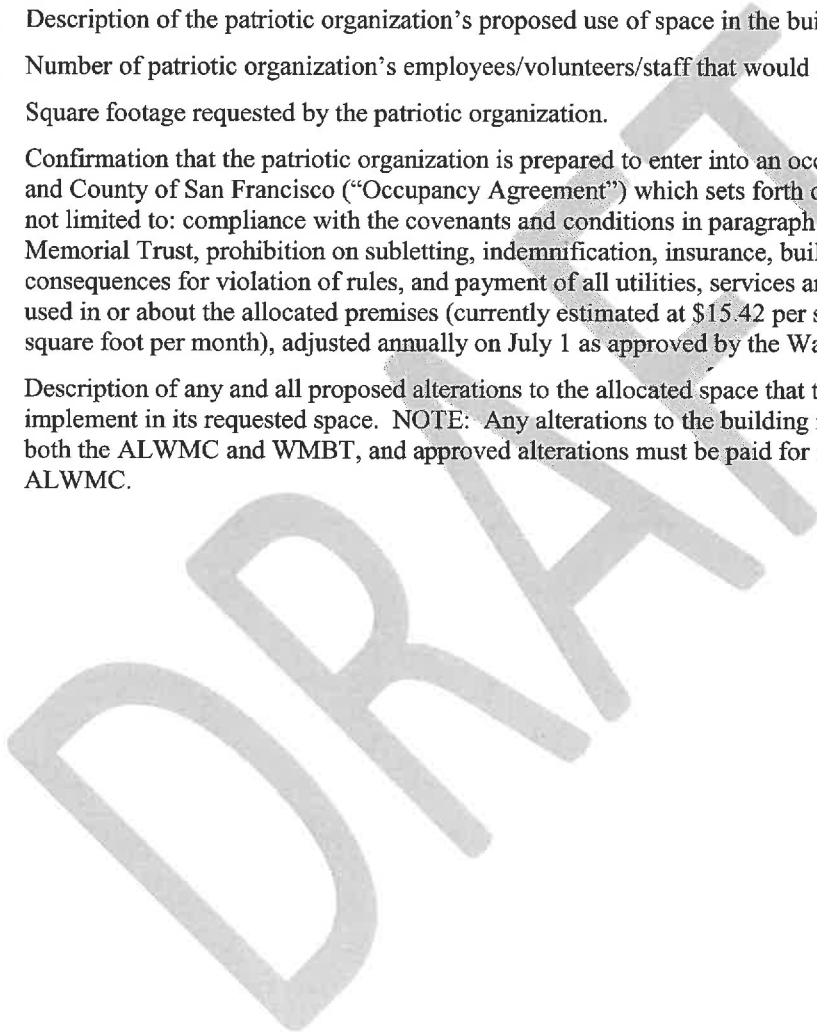 Description of the patriotic organization's proposed use of space in the bui
Number of patriotic organization's employees/volunteers/staff that would
Square footage requested by the patriotic organization.
Confirmation that the patriotic organization is prepared to enter into an occ
and County of San Francisco ("Occupancy Agreement") which sets forth c
not limited to: compliance with the covenants and conditions in paragraph
Memorial Trust, prohibition on subletting, indemnification, insurance, buil
consequences for violation of rules, and payment of all utilities, services a
used in or about the allocated premises (currently estimated at $15.42 per s
square foot per month), adjusted annually on July 1 as approved by the Wa
Description of any and all proposed alterations to the allocated space that t
implement in its requested space. NOTE: Any alterations to the building
both the ALWMC and WMBT, and approved alterations must be paid for
ALWMC.
DRAFT